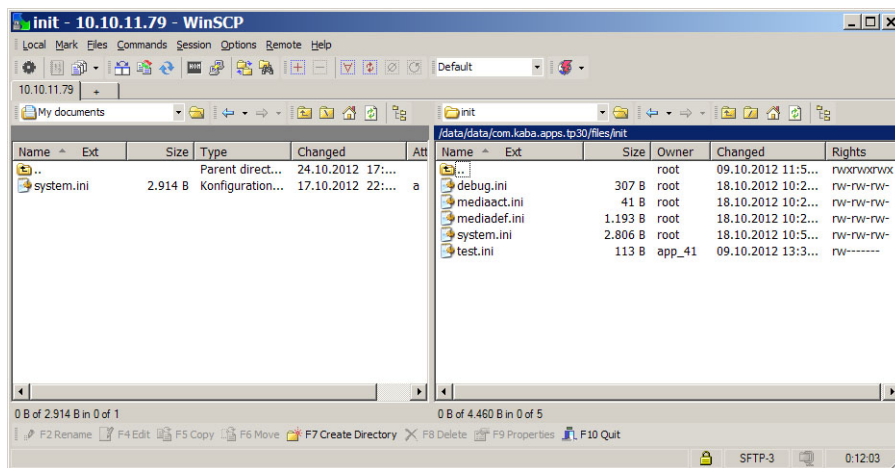 init - 10.10.11.79 - WinSCP
Local Mark Files Commands Session Options Remote Help
Default
10.10.11.79 +
My documents init
/data/data/com.kaba.apps.tp30/files/init
Name Ext Size Type Changed Att Name Ext Size Owner Changed Rights
.. Parent direct... 24.10.2012 17:... .. root 09.10.2012 11:5... rwxrwxrwx
system.ini 2.914 B Konfiguration... 17.10.2012 22:... a debug.ini 307 B root 18.10.2012 10:2... rw-rw-rw-
mediaact.ini 41 B root 18.10.2012 10:2... rw-rw-rw-
mediadef.ini 1.193 B root 18.10.2012 10:2... rw-rw-rw-
system.ini 2.806 B root 18.10.2012 10:5... rw-rw-rw-
test.ini 113 B app_41 09.10.2012 13:3... rw-------
0 B of 2.914 B in 0 of 1 0 B of 4.460 B in 0 of 5
F2 Rename F4 Edit F5 Copy F6 Move F7 Create Directory F8 Delete F9 Properties F10 Quit
SFTP-3 0:12:03